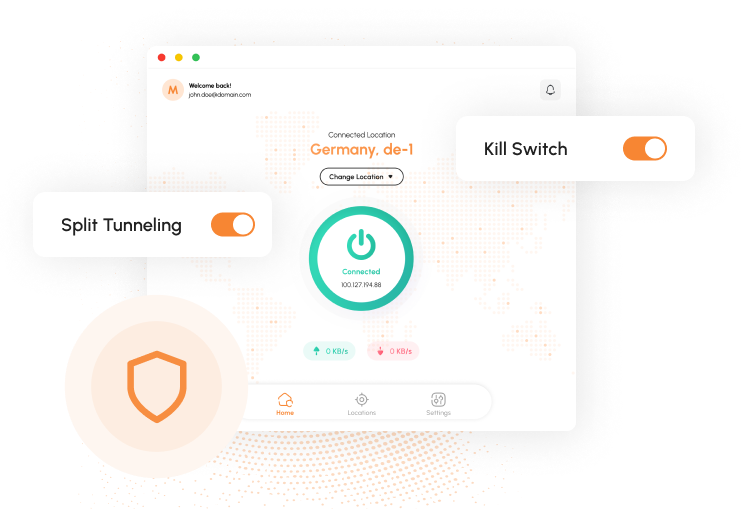 M
Welcome back!
john.doe@domain.com
Connected Location
Germany, de-1
Change Location
Kill Switch
Split Tunneling
Connected
100.127.194.88
0 KB/s
0 KB/s
Home
Locations
Settings